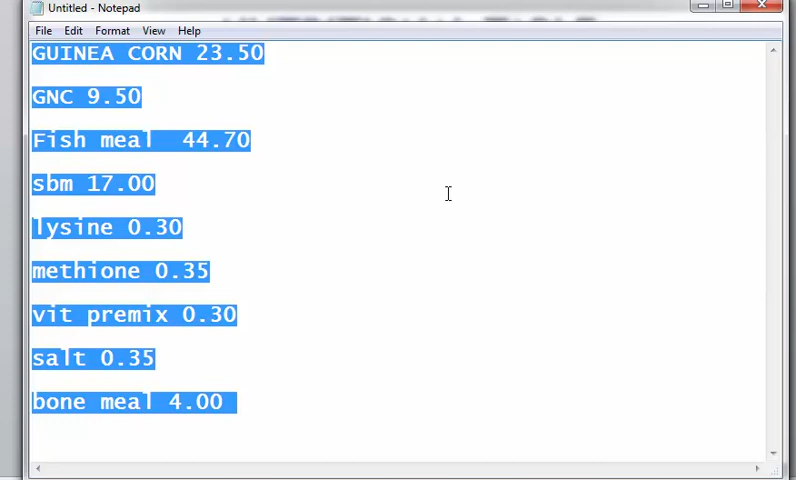 Untitled - Notepad
File Edit Format View Help
GUINEA CORN 23.50
GNC 9.50
Fish meal  44.70
sbm 17.00
lysine 0.30
methione 0.35
vit premix 0.30
salt 0.35
bone meal 4.00